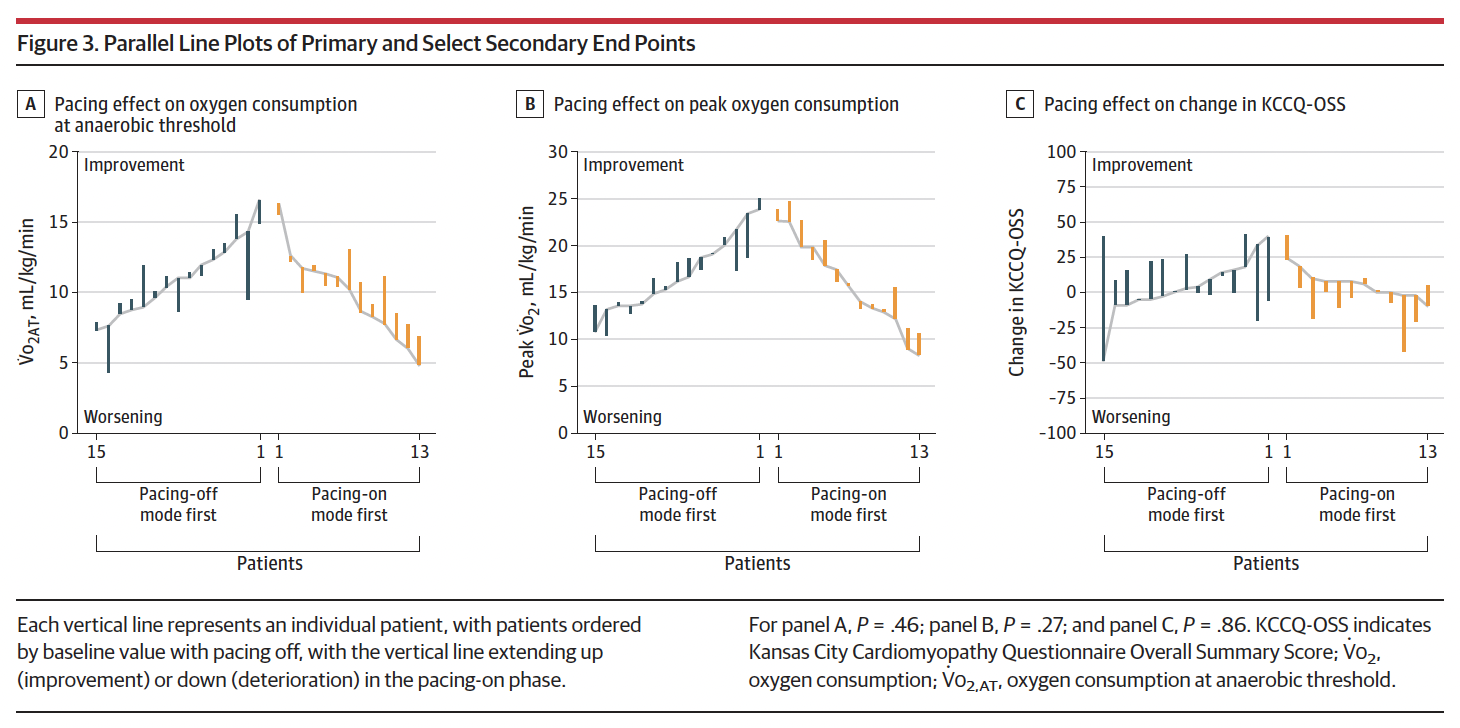 Figure 3. Parallel Line Plots of Primary and Select Secondary End Points
A Pacing effect on oxygen consumption
at anaerobic threshold
20
15
10
5
0
V̇O2AT, mL/kg/min
Improvement
Worsening
15 1 1 13
Pacing-off
mode first
Pacing-on
mode first
Patients
B Pacing effect on peak oxygen consumption
30
25
20
15
10
5
0
Peak V̇O2, mL/kg/min
Improvement
Worsening
15 1 1 13
Pacing-off
mode first
Pacing-on
mode first
Patients
C Pacing effect on change in KCCQ-OSS
100
75
50
25
0
−25
−50
−75
−100
Change in KCCQ-OSS
Improvement
Worsening
15 1 1 13
Pacing-off
mode first
Pacing-on
mode first
Patients
Each vertical line represents an individual patient, with patients ordered
by baseline value with pacing off, with the vertical line extending up
(improvement) or down (deterioration) in the pacing-on phase.
For panel A, P = .46; panel B, P = .27; and panel C, P = .86. KCCQ-OSS indicates
Kansas City Cardiomyopathy Questionnaire Overall Summary Score; V̇O2,
oxygen consumption; V̇O2,AT, oxygen consumption at anaerobic threshold.